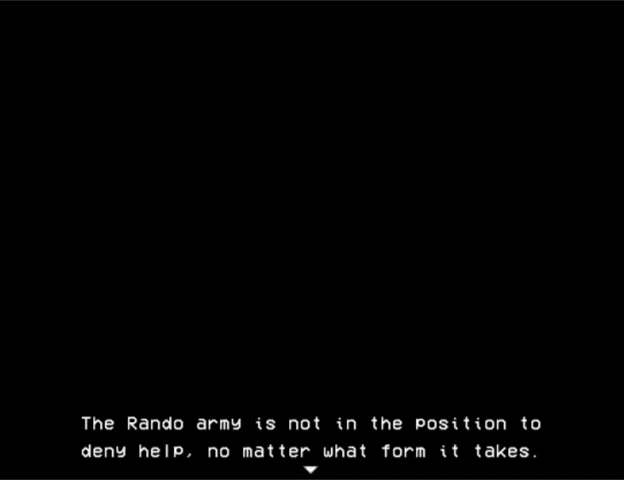 The Rando army is not in the position to
deny help, no matter what form it takes.